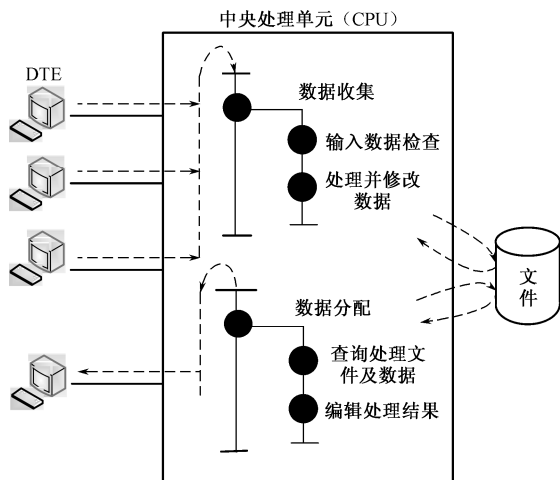 中央处理单元（CPU）
DTE
数据收集
输入数据检查
处理并修改
数据
文
件
数据分配
查询处理文
件及数据
编辑处理结果